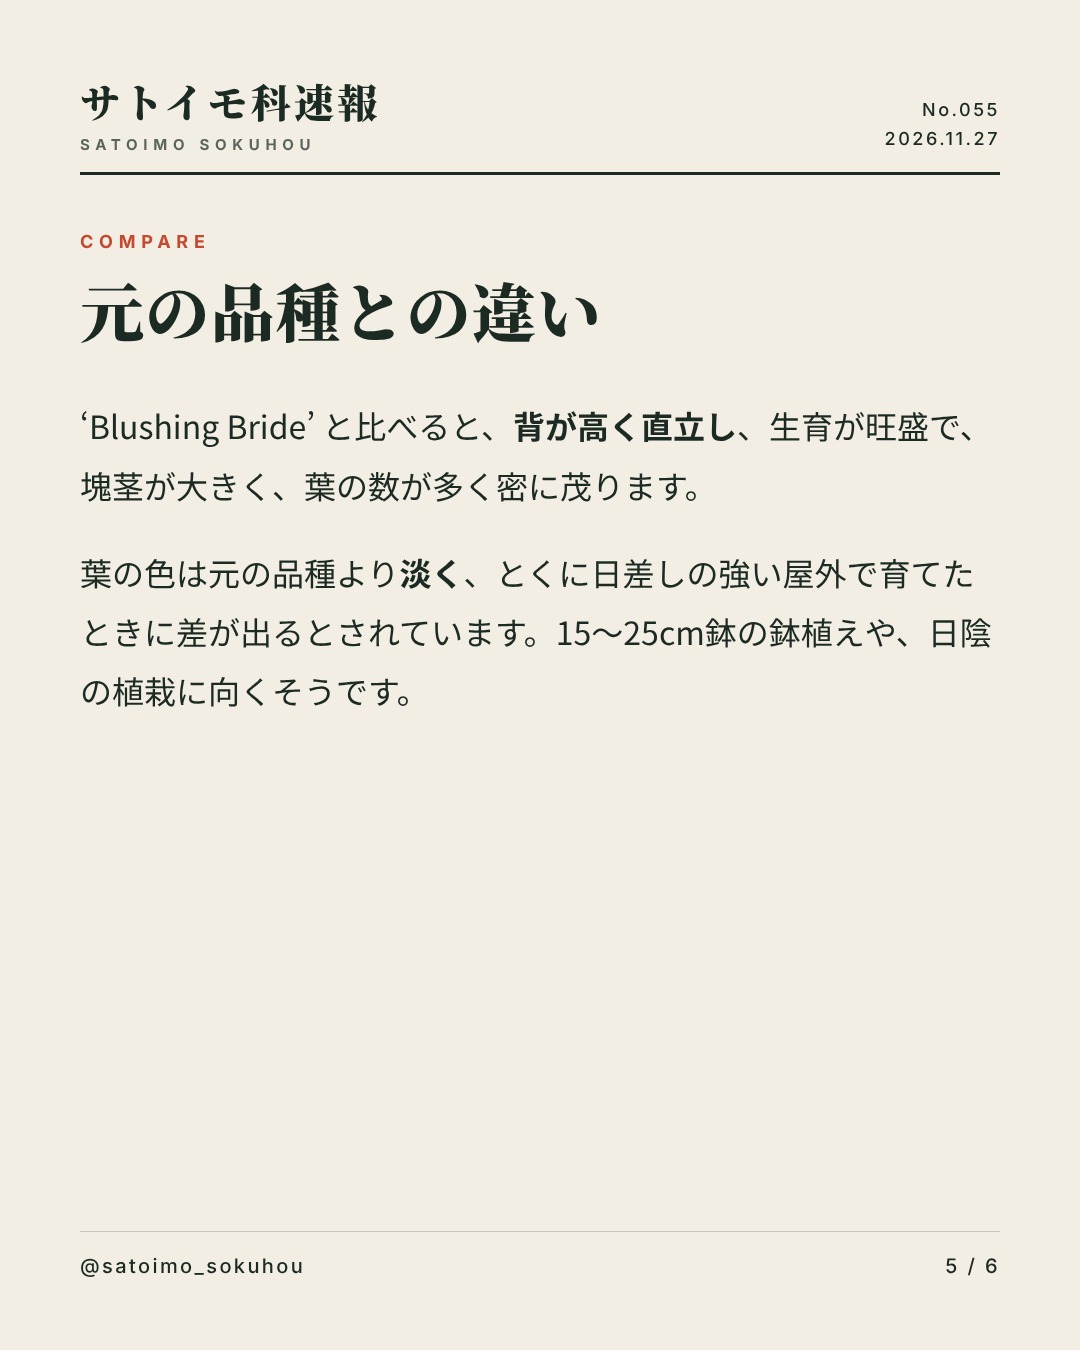 サトイモ科速報
SATOIMO SOKUHOU
No.055
2026.11.27
COMPARE
元の品種との違い
‘Blushing Bride’ と比べると、背が高く直立し、生育が旺盛で、
塊茎が大きく、葉の数が多く密に茂ります。
葉の色は元の品種より淡く、とくに日差しの強い屋外で育てた
ときに差が出るとされています。15〜25cm鉢の鉢植えや、日陰
の植栽に向くそうです。
@satoimo_sokuhou
5 / 6